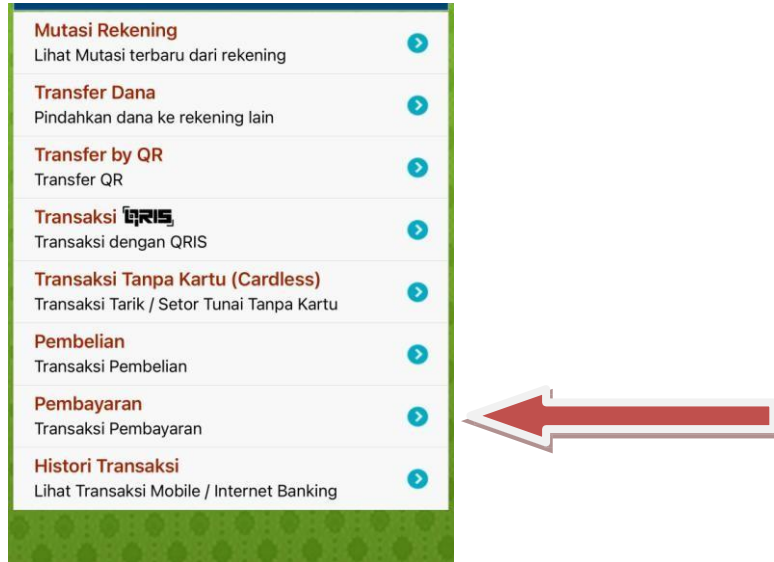 Mutasi Rekening
Lihat Mutasi terbaru dari rekening
Transfer Dana
Pindahkan dana ke rekening lain
Transfer by QR
Transfer QR
Transaksi QRIS
Transaksi dengan QRIS
Transaksi Tanpa Kartu (Cardless)
Transaksi Tarik / Setor Tunai Tanpa Kartu
Pembelian
Transaksi Pembelian
Pembayaran
Transaksi Pembayaran
Histori Transaksi
Lihat Transaksi Mobile / Internet Banking